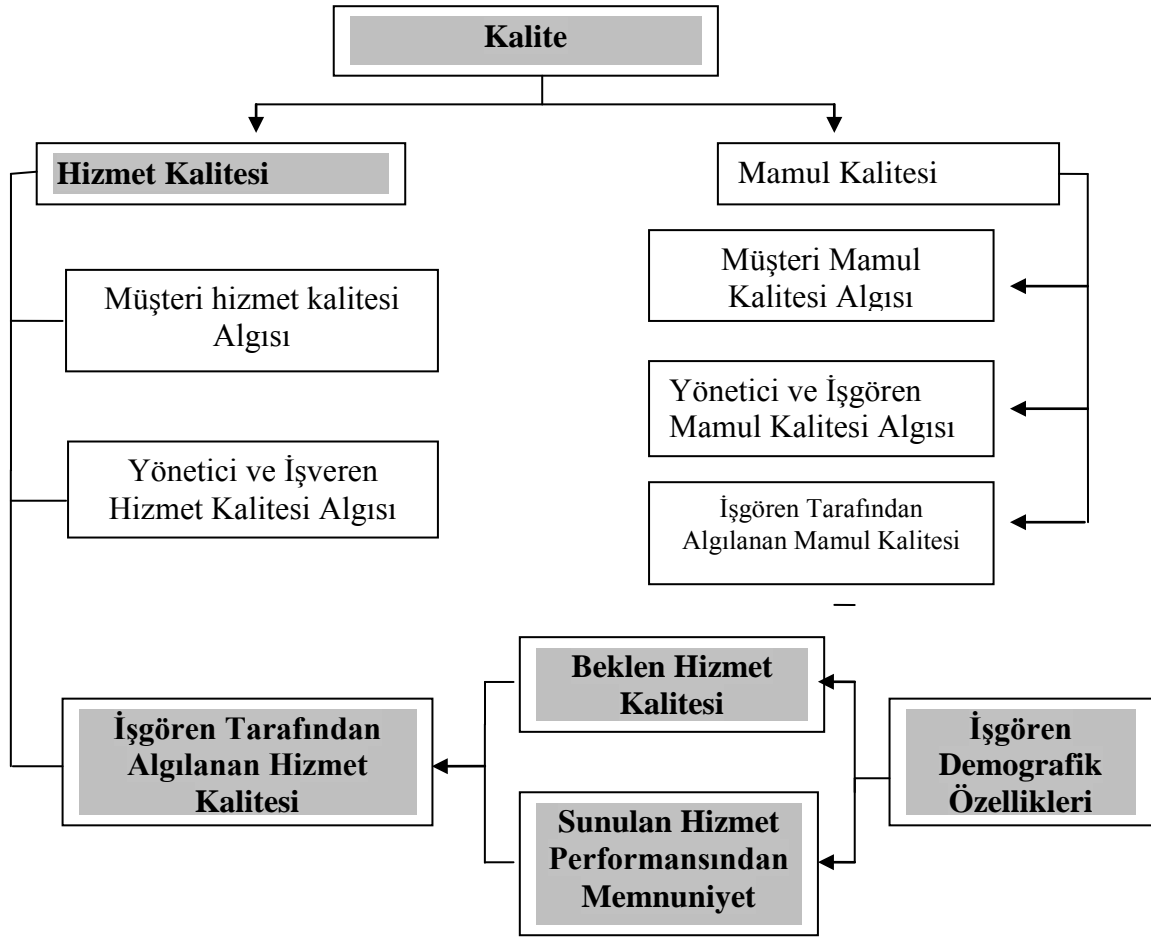 Kalite
Hizmet Kalitesi
Mamul Kalitesi
Müşteri hizmet kalitesi
Algısı
Müşteri Mamul
Kalitesi Algısı
Yönetici ve İşveren
Hizmet Kalitesi Algısı
Yönetici ve İşgören
Mamul Kalitesi Algısı
İşgören Tarafından
Algılanan Mamul Kalitesi
İşgören Tarafından
Algılanan Hizmet
Kalitesi
Beklen Hizmet
Kalitesi
Sunulan Hizmet
Performansından
Memnuniyet
İşgören
Demografik
Özellikleri